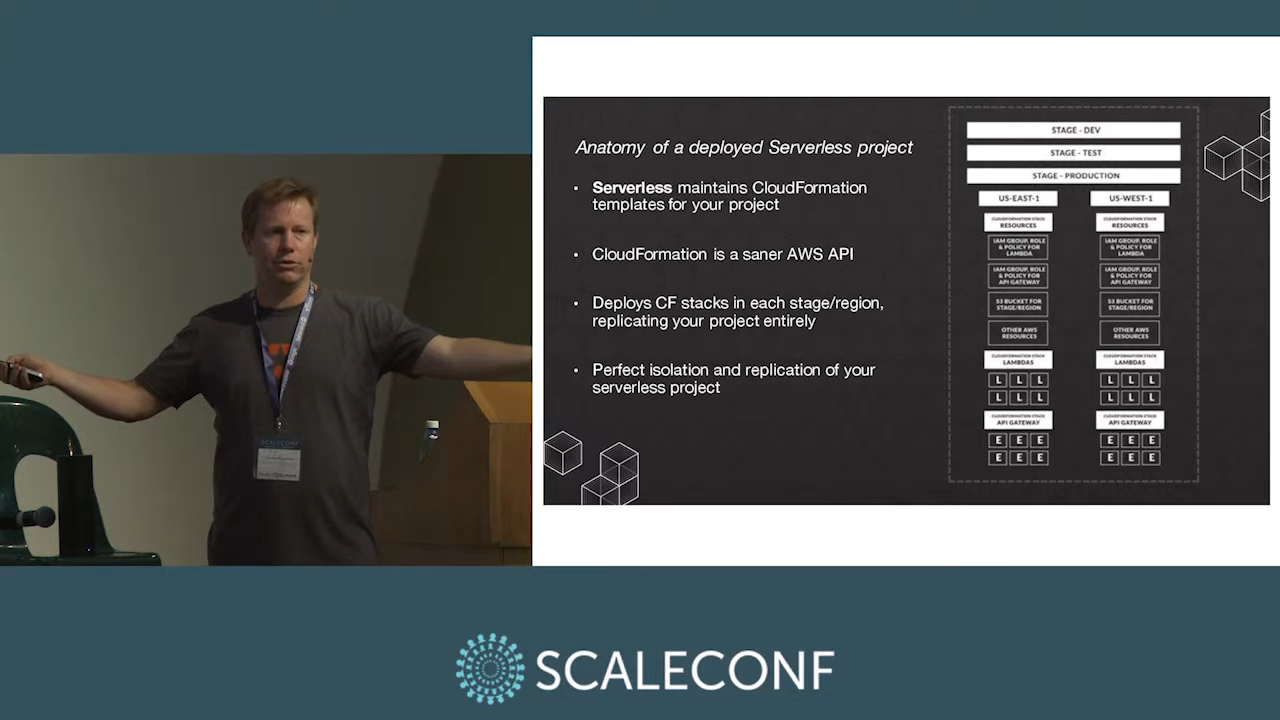 Anatomy of a deployed Serverless project
• Serverless maintains CloudFormation
templates for your project
• CloudFormation is a saner AWS API
• Deploys CF stacks in each stage/region,
replicating your project entirely
• Perfect isolation and replication of your
serverless project
STAGE - DEV
STAGE - TEST
STAGE - PRODUCTION
US-EAST-1
CLOUDFORMATION STACK
RESOURCES
IAM GROUP, ROLE
& POLICY FOR
LAMBDA
IAM GROUP, ROLE
& POLICY FOR
API GATEWAY
S3 BUCKET FOR
STAGE/REGION
OTHER AWS
RESOURCES
CLOUDFORMATION STACK
LAMBDAS
L L L
L L L
CLOUDFORMATION STACK
API GATEWAY
E E E
E E E
US-WEST-1
CLOUDFORMATION STACK
RESOURCES
IAM GROUP, ROLE
& POLICY FOR
LAMBDA
IAM GROUP, ROLE
& POLICY FOR
API GATEWAY
S3 BUCKET FOR
STAGE/REGION
OTHER AWS
RESOURCES
CLOUDFORMATION STACK
LAMBDAS
L L L
L L L
CLOUDFORMATION STACK
API GATEWAY
E E E
E E E
SCALECONF
SCALECONF